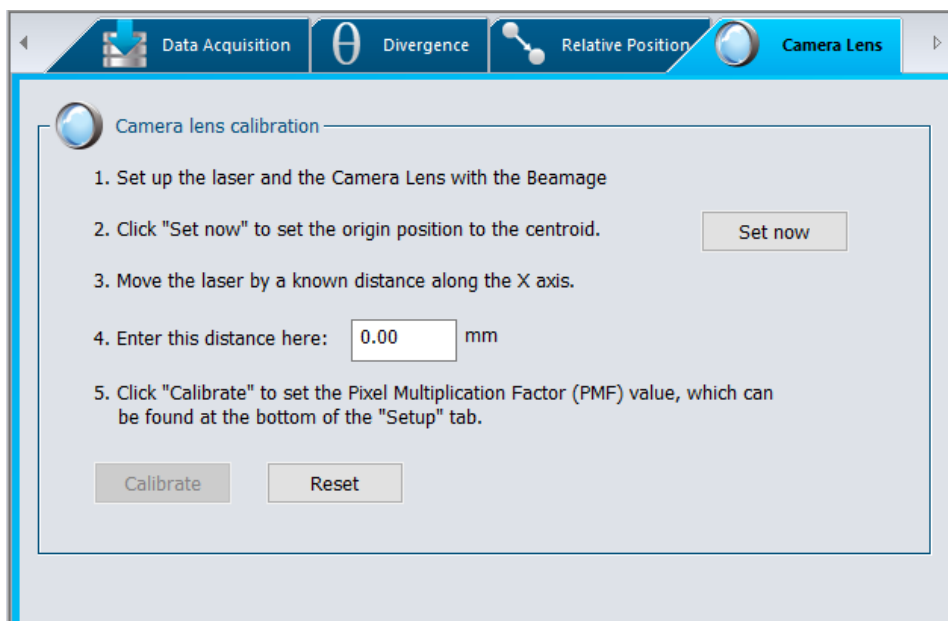 Data Acquisition
θ Divergence
Relative Position
Camera Lens
Camera lens calibration
1. Set up the laser and the Camera Lens with the Beamage
2. Click "Set now" to set the origin position to the centroid.
Set now
3. Move the laser by a known distance along the X axis.
4. Enter this distance here: 0.00 mm
5. Click "Calibrate" to set the Pixel Multiplication Factor (PMF) value, which can
be found at the bottom of the "Setup" tab.
Calibrate
Reset